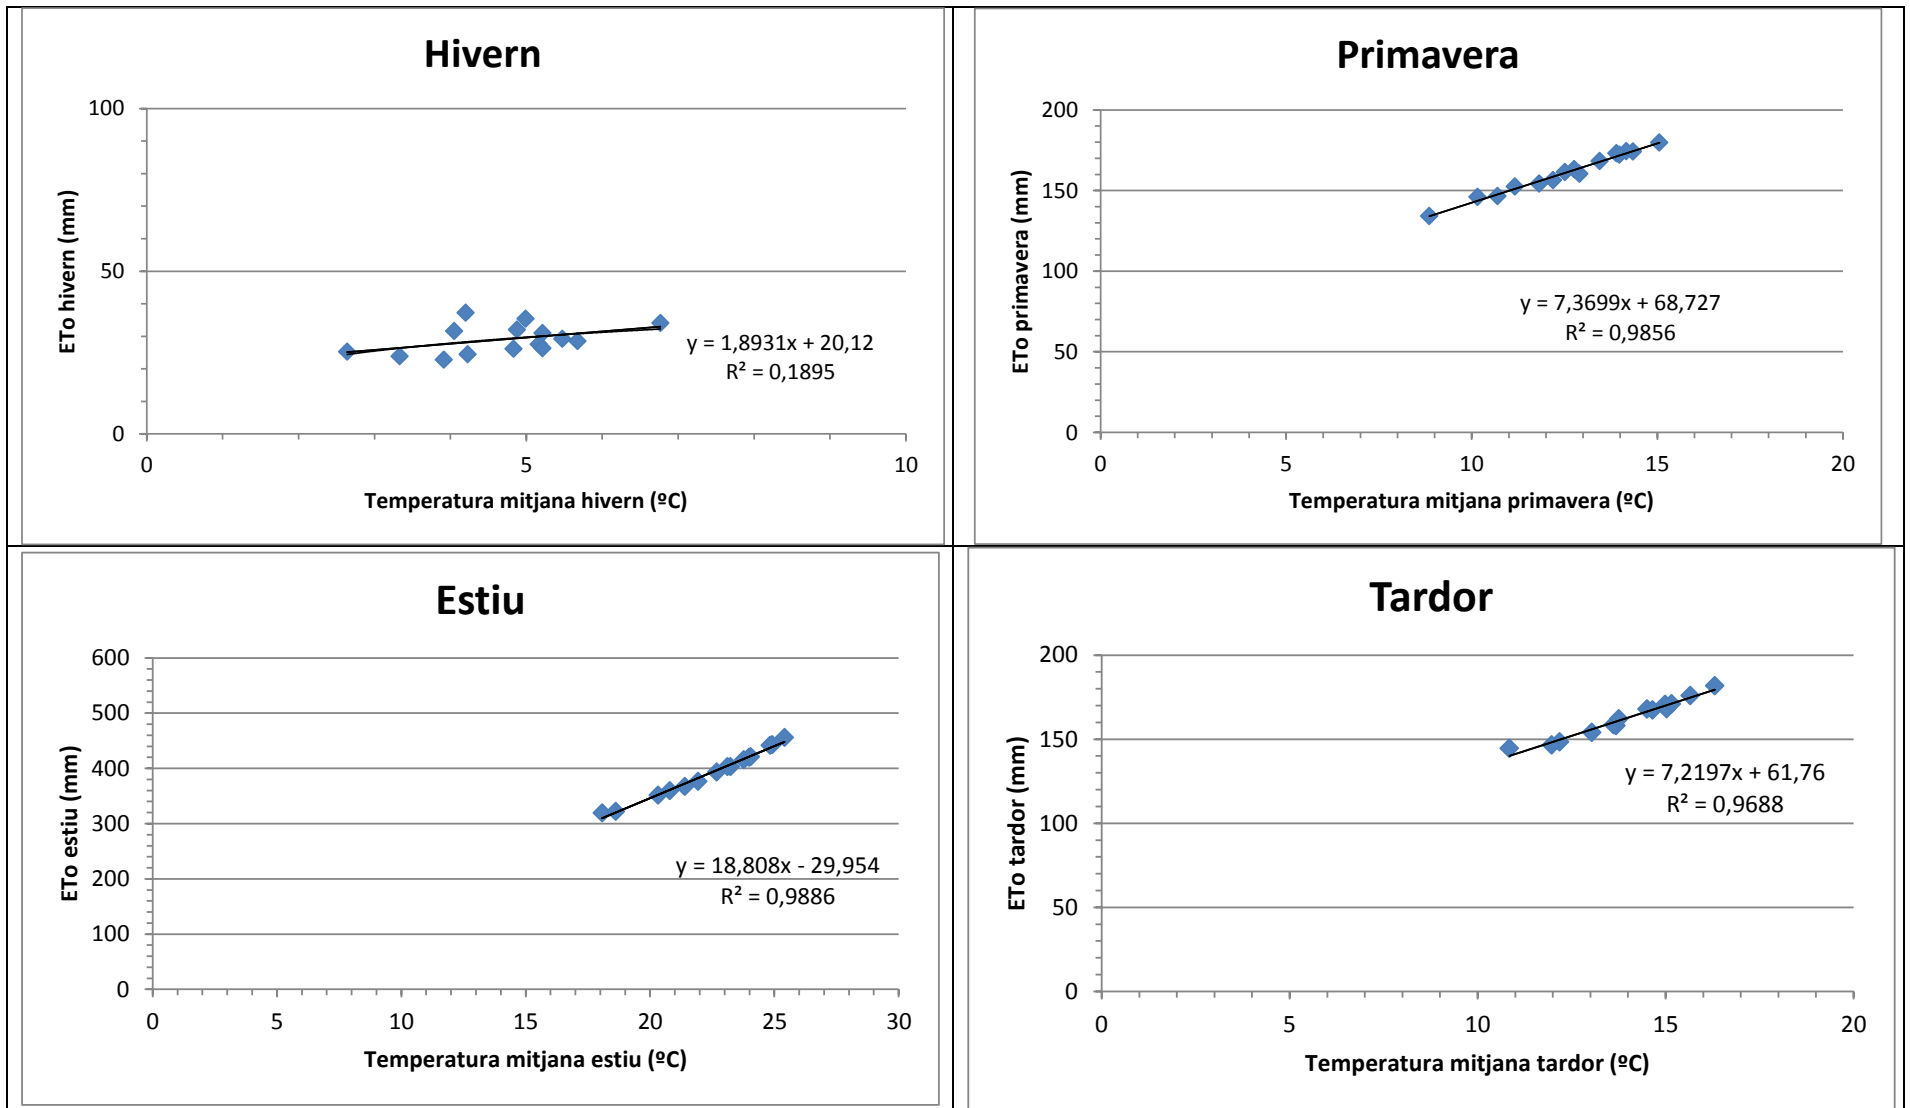 Hivern
100
50
0
0
5
10
ETo hivern (mm)
y = 1,8931x + 20,12
R² = 0,1895
Temperatura mitjana hivern (ºC)
Primavera
200
150
100
50
0
0
5
10
15
20
ETo primavera (mm)
y = 7,3699x + 68,727
R² = 0,9856
Temperatura mitjana primavera (ºC)
Estiu
600
500
400
300
200
100
0
0
5
10
15
20
25
30
ETo estiu (mm)
y = 18,808x - 29,954
R² = 0,9886
Temperatura mitjana estiu (ºC)
Tardor
200
150
100
50
0
0
5
10
15
20
ETo tardor (mm)
y = 7,2197x + 61,76
R² = 0,9688
Temperatura mitjana tardor (ºC)